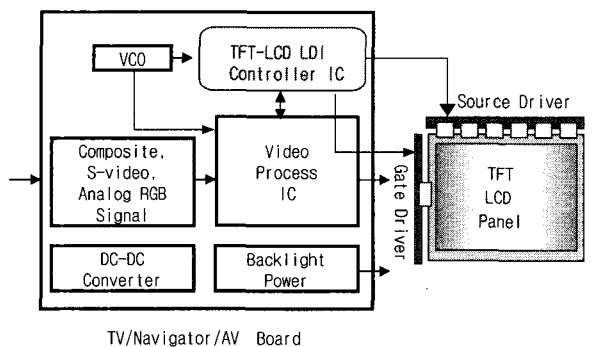 VCO
TFT-LCD LDI
Controller IC
Source Driver
Composite,
S-video,
Analog RGB
Signal
Video
Process
IC
Gate Driver
TFT
LCD
Panel
DC-DC
Converter
Backlight
Power
TV/Navigator/AV Board